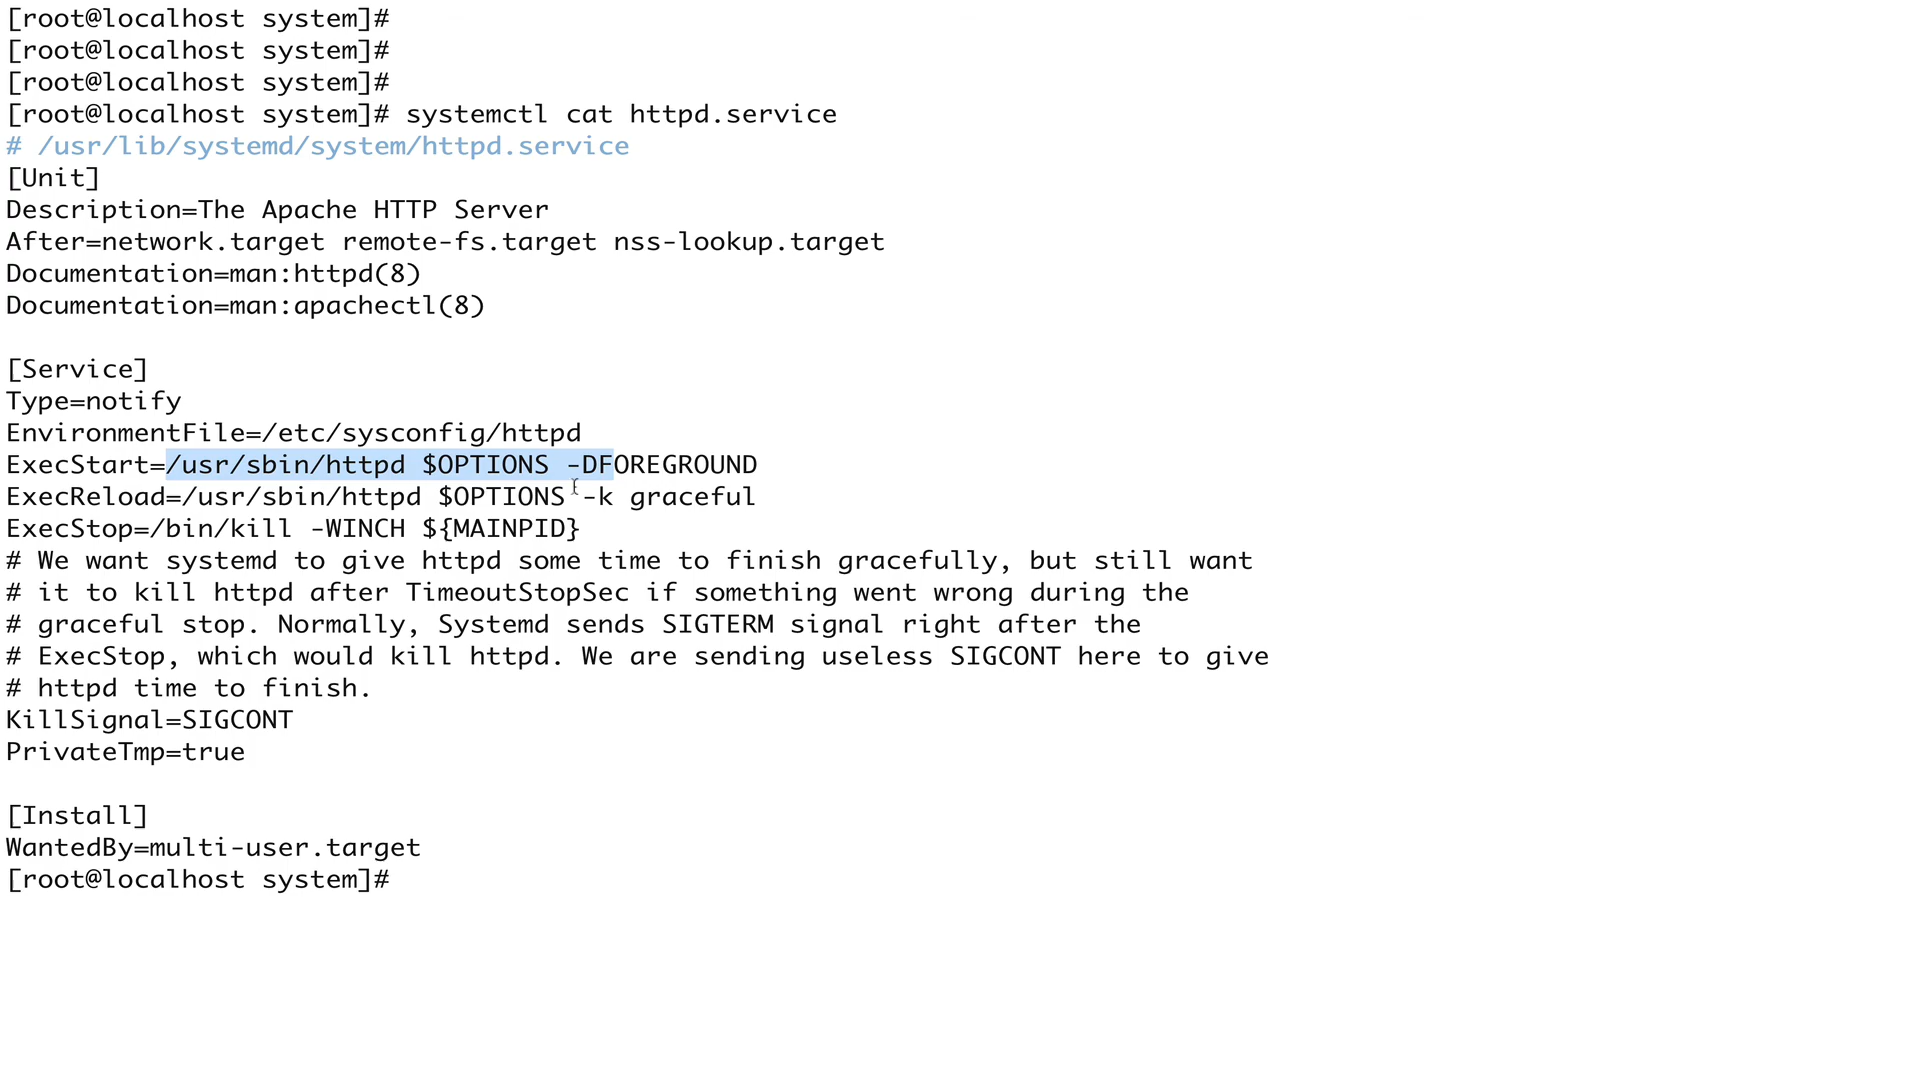 [root@localhost system]#
[root@localhost system]#
[root@localhost system]#
[root@localhost system]# systemctl cat httpd.service
# /usr/lib/systemd/system/httpd.service
[Unit]
Description=The Apache HTTP Server
After=network.target remote-fs.target nss-lookup.target
Documentation=man:httpd(8)
Documentation=man:apachectl(8)

[Service]
Type=notify
EnvironmentFile=/etc/sysconfig/httpd
ExecStart=/usr/sbin/httpd $OPTIONS -DFOREGROUND
ExecReload=/usr/sbin/httpd $OPTIONS -k graceful
ExecStop=/bin/kill -WINCH ${MAINPID}
# We want systemd to give httpd some time to finish gracefully, but still want
# it to kill httpd after TimeoutStopSec if something went wrong during the
# graceful stop. Normally, Systemd sends SIGTERM signal right after the
# ExecStop, which would kill httpd. We are sending useless SIGCONT here to give
# httpd time to finish.
KillSignal=SIGCONT
PrivateTmp=true

[Install]
WantedBy=multi-user.target
[root@localhost system]#